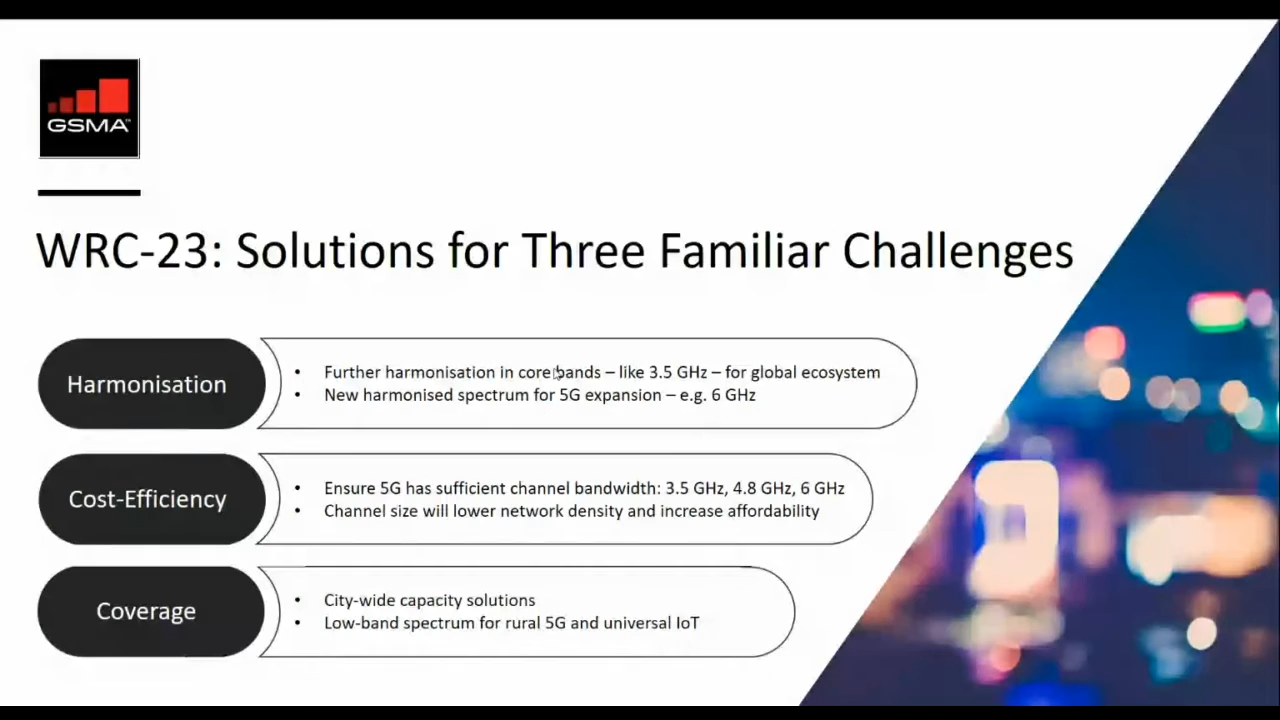 GSMA™
WRC-23: Solutions for Three Familiar Challenges
Harmonisation
• Further harmonisation in core bands – like 3.5 GHz – for global ecosystem
• New harmonised spectrum for 5G expansion – e.g. 6 GHz
Cost-Efficiency
• Ensure 5G has sufficient channel bandwidth: 3.5 GHz, 4.8 GHz, 6 GHz
• Channel size will lower network density and increase affordability
Coverage
• City-wide capacity solutions
• Low-band spectrum for rural 5G and universal IoT